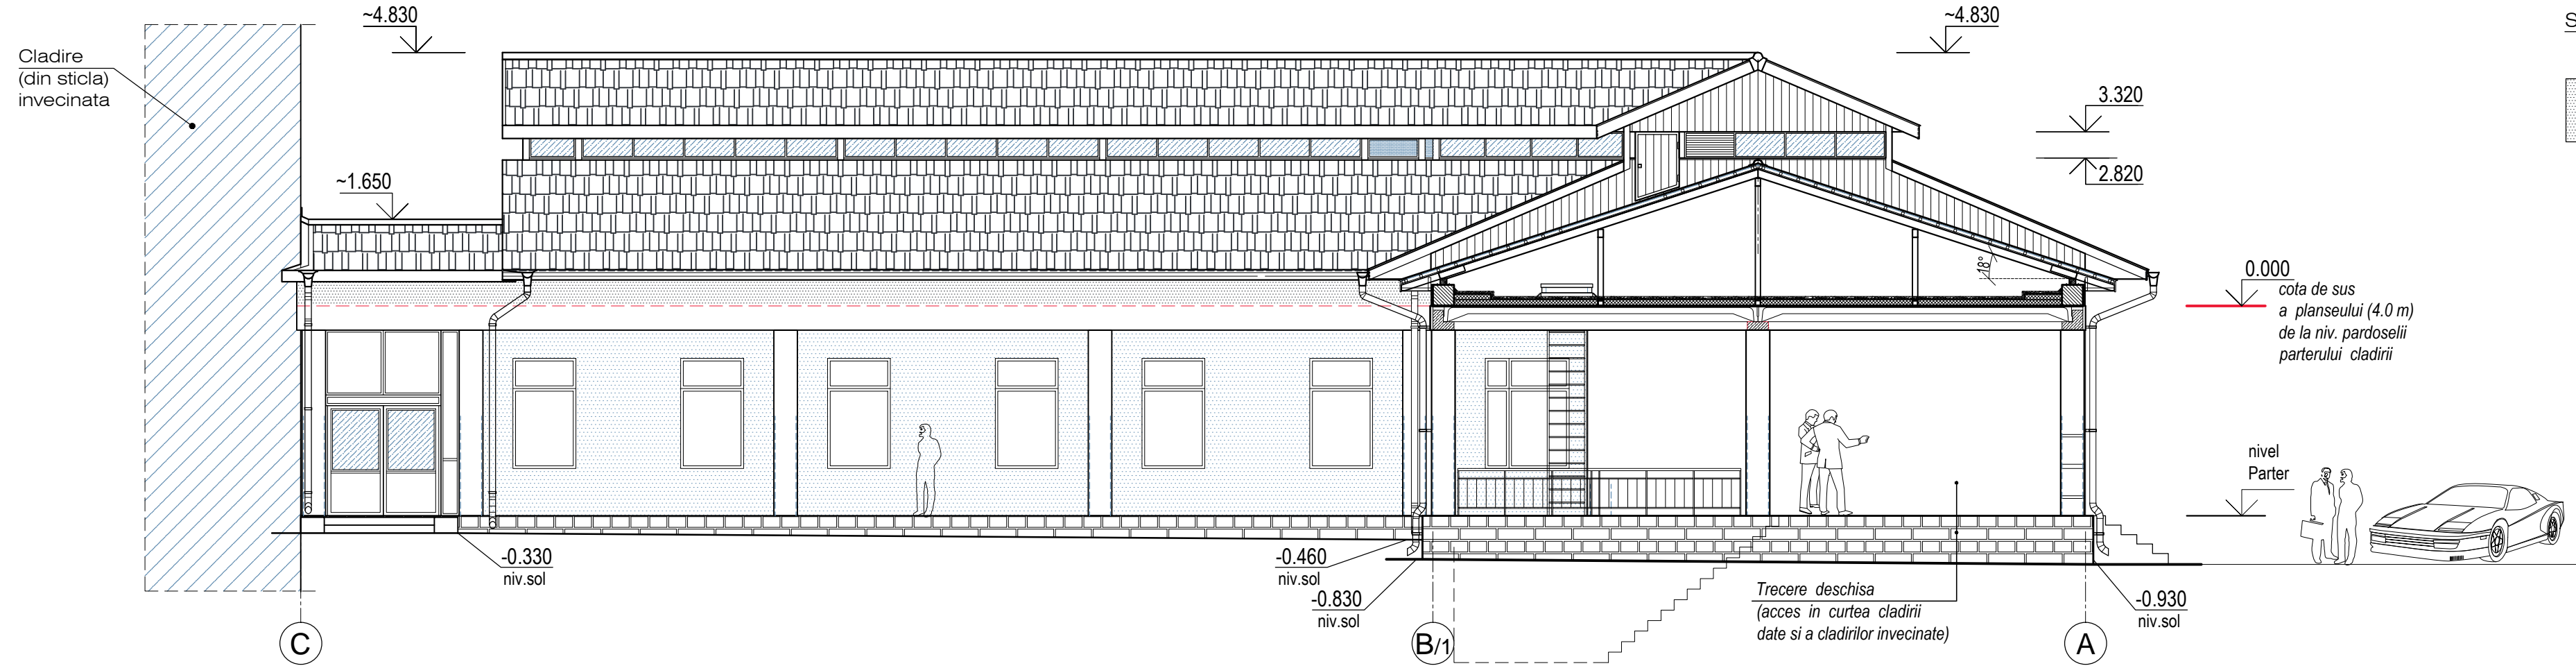 ~4.830
~4.830
S
Cladire
(din sticla)
invecinata
3.320
2.820
~1.650
18°
0.000
cota de sus
a planseului (4.0 m)
de la niv. pardoselii
parterului cladirii
nivel
Parter
-0.330
niv.sol
-0.460
niv.sol
-0.830
niv.sol
Trecere deschisa
(acces in curtea cladirii
date si a cladirilor invecinate)
-0.930
niv.sol
C
B/1
A